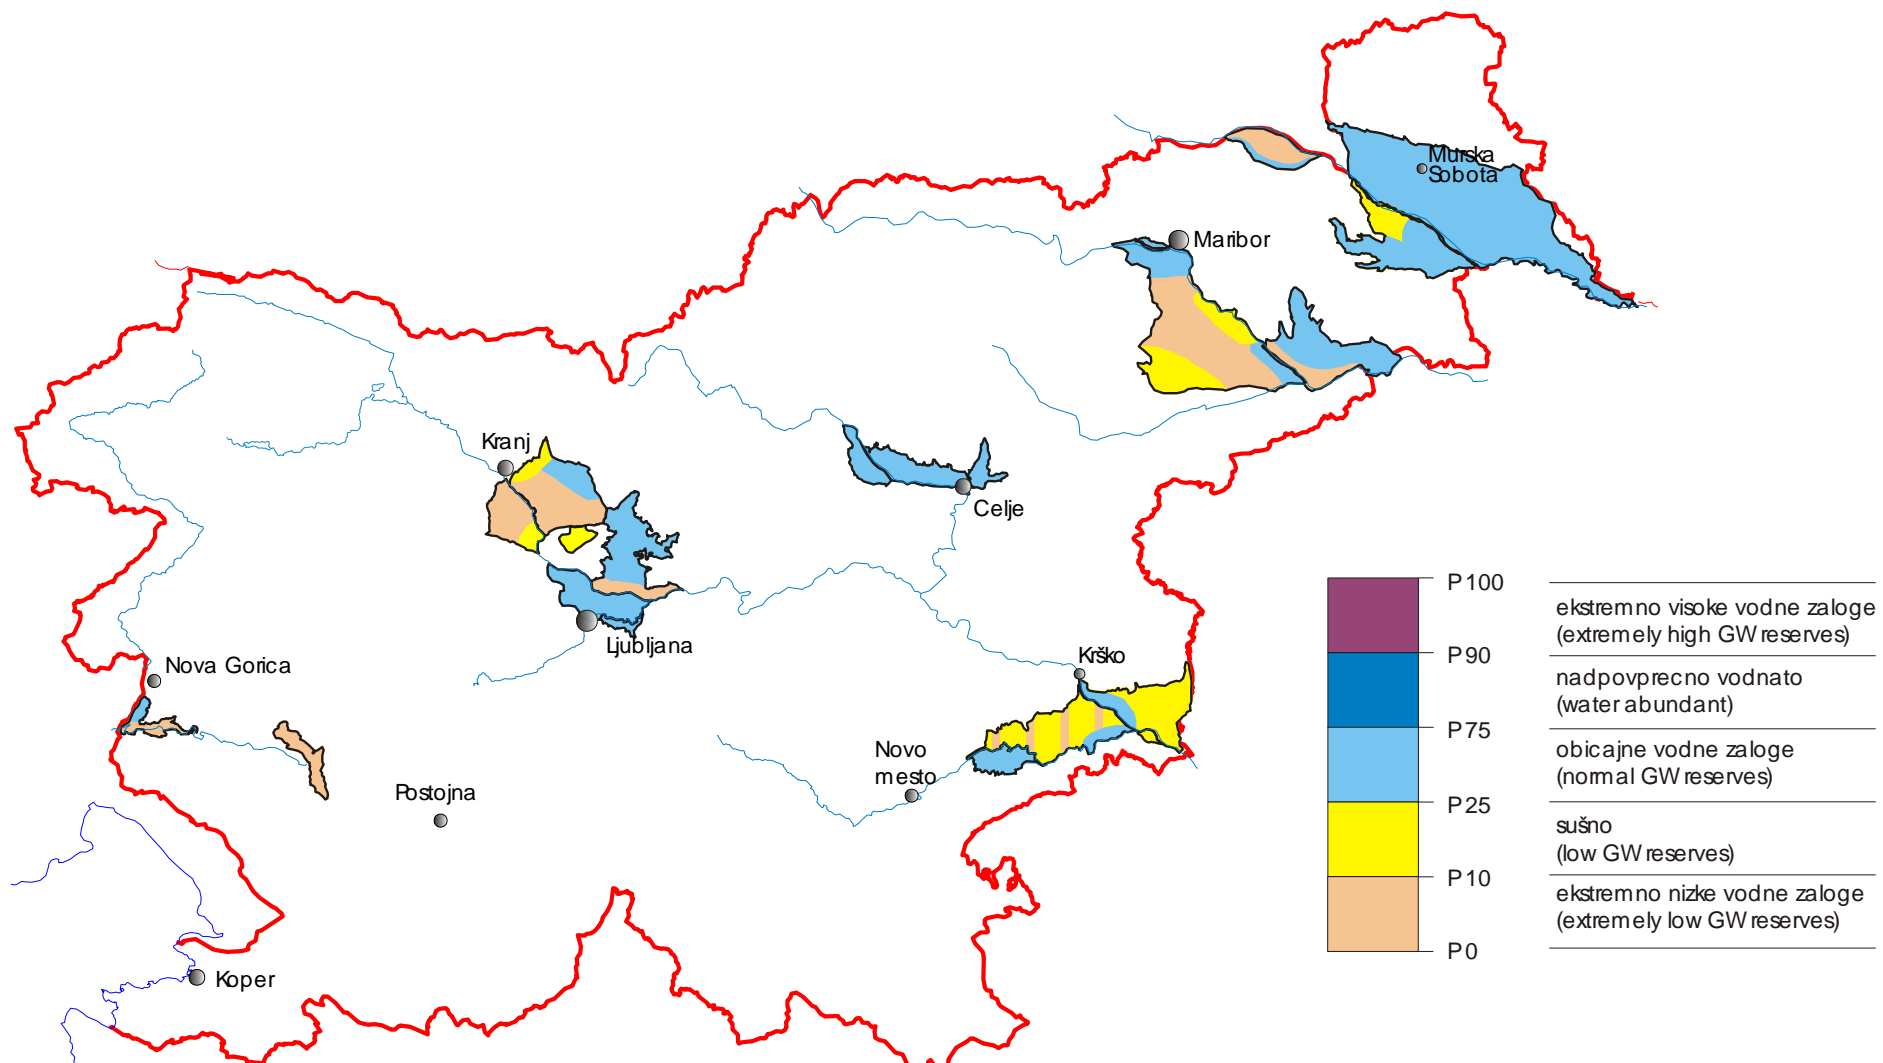 Murska
Sobota
Maribor
Kranj
Celje
Ljubljana
Nova Gorica
Krško
Novo
mesto
Postojna
Koper
P100
ekstremno visoke vodne zaloge
(extremely high GW reserves)
P90
nadpovprecno vodnato
(water abundant)
P75
obicajne vodne zaloge
(normal GW reserves)
P25
sušno
(low GW reserves)
P10
ekstremno nizke vodne zaloge
(extremely low GW reserves)
P0